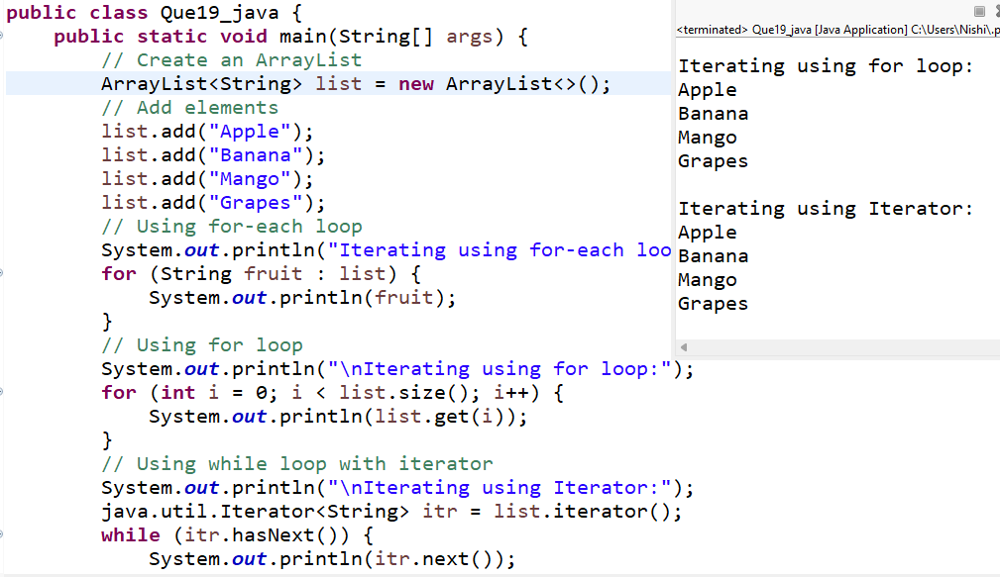 public class Que19_java {
    public static void main(String[] args) {
        // Create an ArrayList
        ArrayList<String> list = new ArrayList<>();
        // Add elements
        list.add("Apple");
        list.add("Banana");
        list.add("Mango");
        list.add("Grapes");
        // Using for-each loop
        System.out.println("Iterating using for-each loo
        for (String fruit : list) {
            System.out.println(fruit);
        }
        // Using for loop
        System.out.println("\nIterating using for loop:");
        for (int i = 0; i < list.size(); i++) {
            System.out.println(list.get(i));
        }
        // Using while loop with iterator
        System.out.println("\nIterating using Iterator:");
        java.util.Iterator<String> itr = list.iterator();
        while (itr.hasNext()) {
            System.out.println(itr.next());
<terminated> Que19_java [Java Application] C:\Users\Nishi\.p
Iterating using for loop:
Apple
Banana
Mango
Grapes

Iterating using Iterator:
Apple
Banana
Mango
Grapes